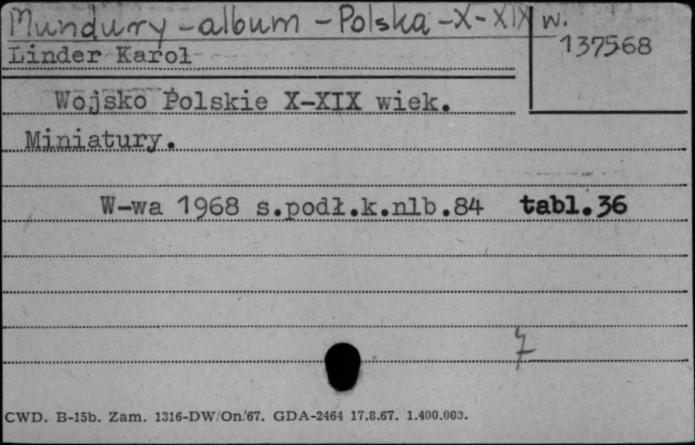 Mundury - album - Polska - X - XIX w.
137568
Linder Karol
Wojsko Polskie X-XIX wiek.
Miniatury.
W-wa 1968 s.podł.k.nlb.84 tabl.36
7
CWD. B-15b. Zam. 1316-DW/On/67. GDA-2464 17.8.67. 1.400.000.